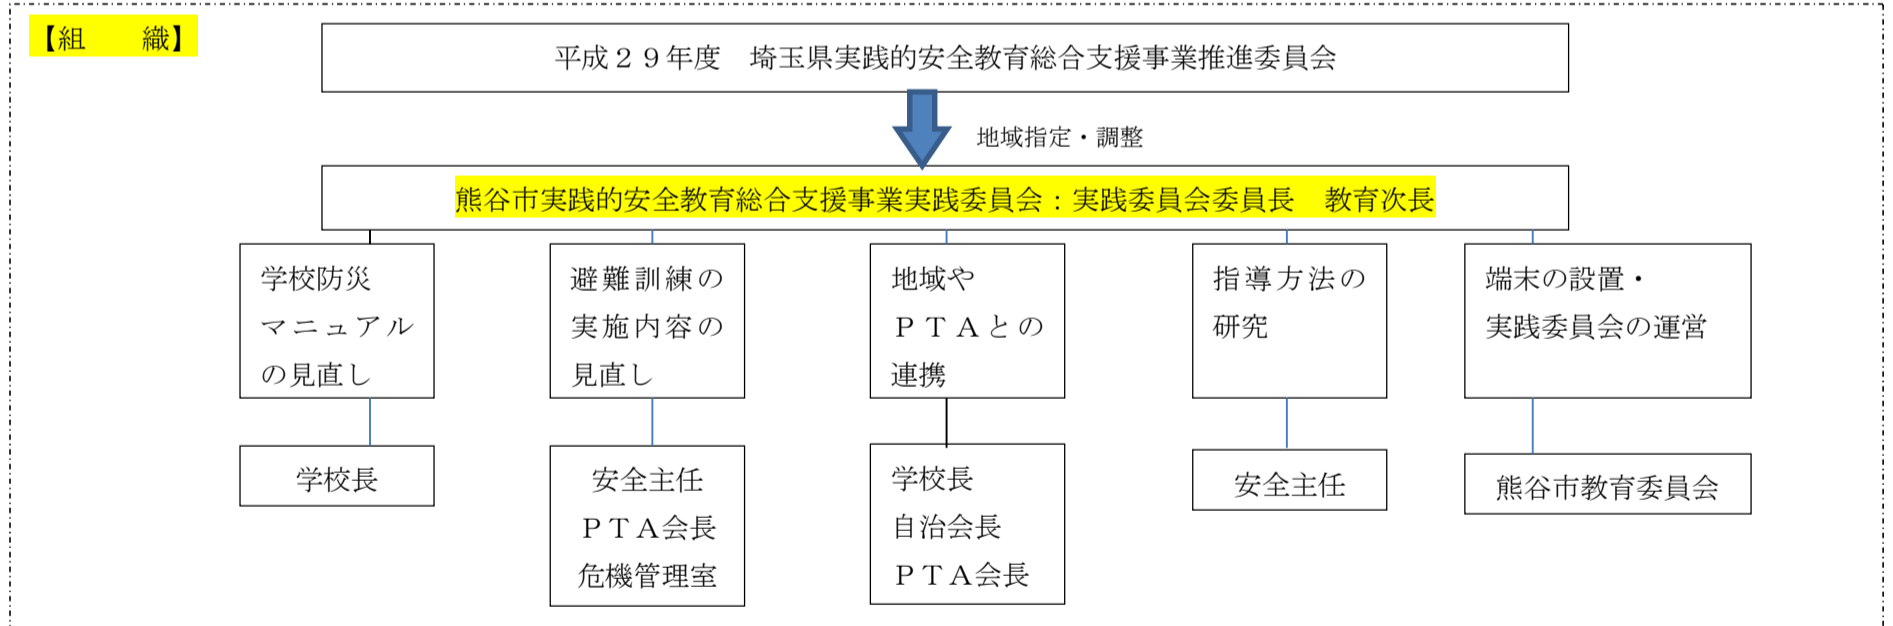 【組　　織】
平成２９年度　埼玉県実践的安全教育総合支援事業推進委員会
地域指定・調整
熊谷市実践的安全教育総合支援事業実践委員会：実践委員会委員長　教育次長
学校防災
マニュアル
の見直し
避難訓練の
実施内容の
見直し
地域や
ＰＴＡとの
連携
指導方法の
研究
端末の設置・
実践委員会の運営
学校長
安全主任
ＰＴＡ会長
危機管理室
学校長
自治会長
ＰＴＡ会長
安全主任
熊谷市教育委員会